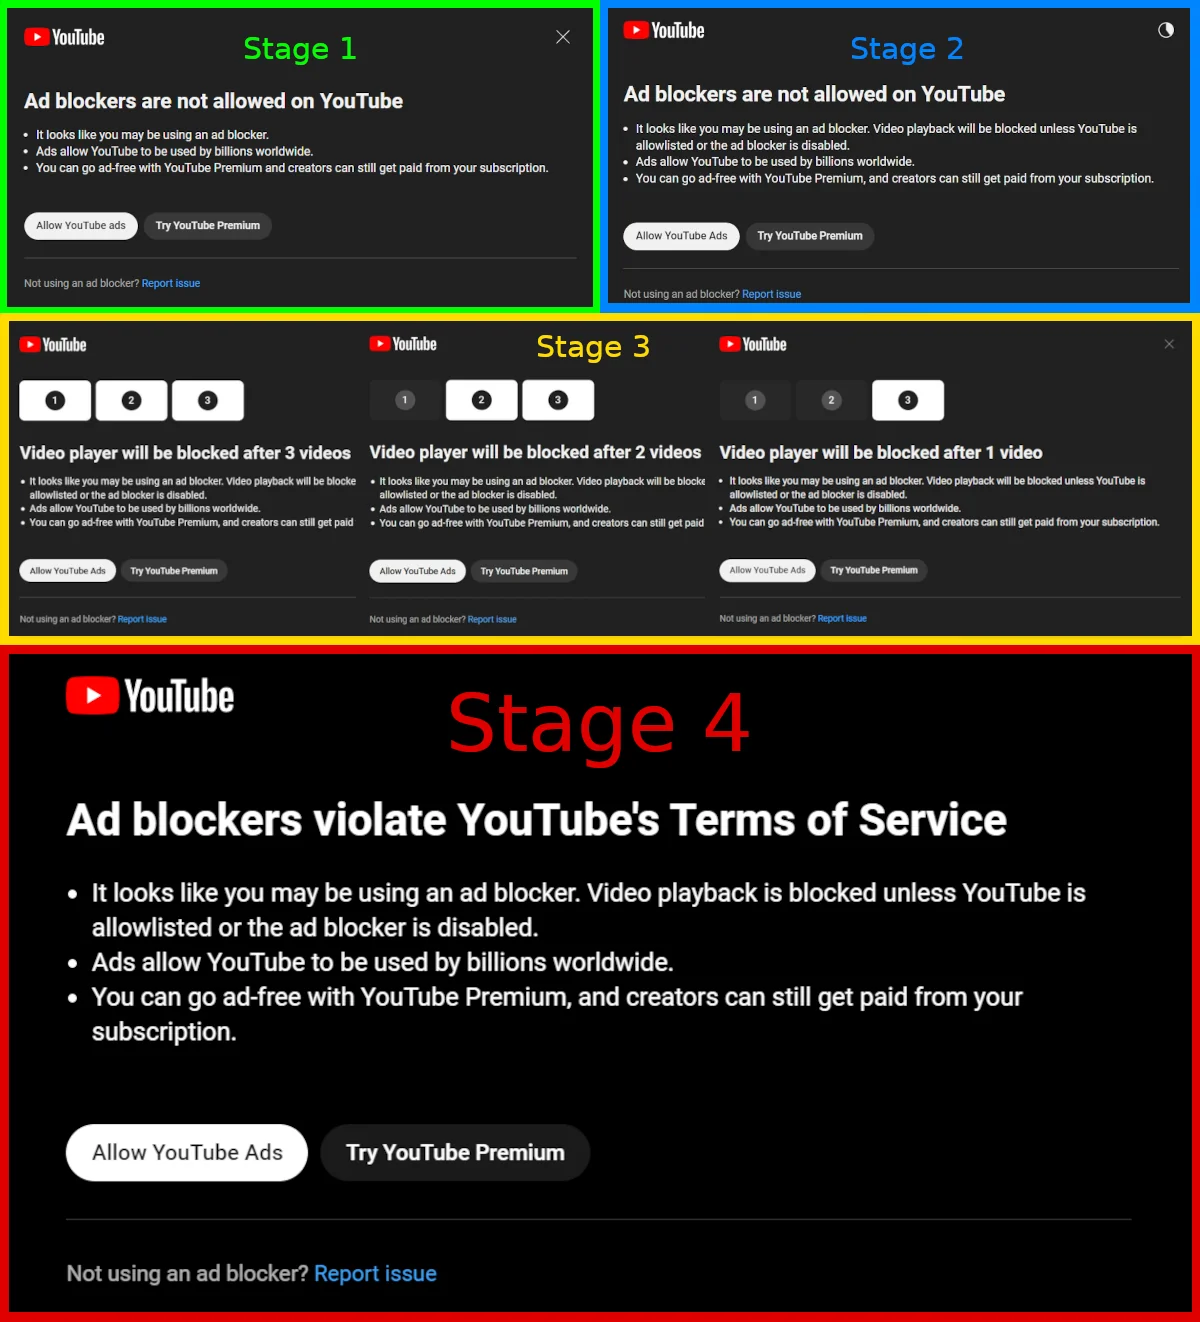 YouTube
Stage 1
Ad blockers are not allowed on YouTube
• It looks like you may be using an ad blocker.
• Ads allow YouTube to be used by billions worldwide.
• You can go ad-free with YouTube Premium and creators can still get paid from your subscription.
Allow YouTube ads
Try YouTube Premium
Not using an ad blocker? Report issue
YouTube
Stage 2
Ad blockers are not allowed on YouTube
• It looks like you may be using an ad blocker. Video playback will be blocked unless YouTube is
allowlisted or the ad blocker is disabled.
• Ads allow YouTube to be used by billions worldwide.
• You can go ad-free with YouTube Premium, and creators can still get paid from your subscription.
Allow YouTube Ads
Try YouTube Premium
Not using an ad blocker? Report issue
Stage 3
YouTube
1 2 3
Video player will be blocked after 3 videos
• It looks like you may be using an ad blocker. Video playback will be blocke
allowlisted or the ad blocker is disabled.
• Ads allow YouTube to be used by billions worldwide.
• You can go ad-free with YouTube Premium, and creators can still get paid
Allow YouTube Ads
Try YouTube Premium
Not using an ad blocker? Report issue
YouTube
1 2 3
Video player will be blocked after 2 videos
• It looks like you may be using an ad blocker. Video playback will be blocke
allowlisted or the ad blocker is disabled.
• Ads allow YouTube to be used by billions worldwide.
• You can go ad-free with YouTube Premium, and creators can still get paid
Allow YouTube Ads
Try YouTube Premium
Not using an ad blocker? Report issue
YouTube
1 2 3
Video player will be blocked after 1 video
• It looks like you may be using an ad blocker. Video playback will be blocked unless YouTube is
allowlisted or the ad blocker is disabled.
• Ads allow YouTube to be used by billions worldwide.
• You can go ad-free with YouTube Premium, and creators can still get paid from your subscription.
Allow YouTube Ads
Try YouTube Premium
Not using an ad blocker? Report issue
YouTube
Stage 4
Ad blockers violate YouTube's Terms of Service
• It looks like you may be using an ad blocker. Video playback is blocked unless YouTube is
allowlisted or the ad blocker is disabled.
• Ads allow YouTube to be used by billions worldwide.
• You can go ad-free with YouTube Premium, and creators can still get paid from your
subscription.
Allow YouTube Ads
Try YouTube Premium
Not using an ad blocker? Report issue